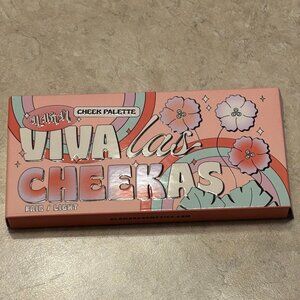 CHEEK PALETTE
VIVA las
CHEEKAS
FAIR / LIGHT